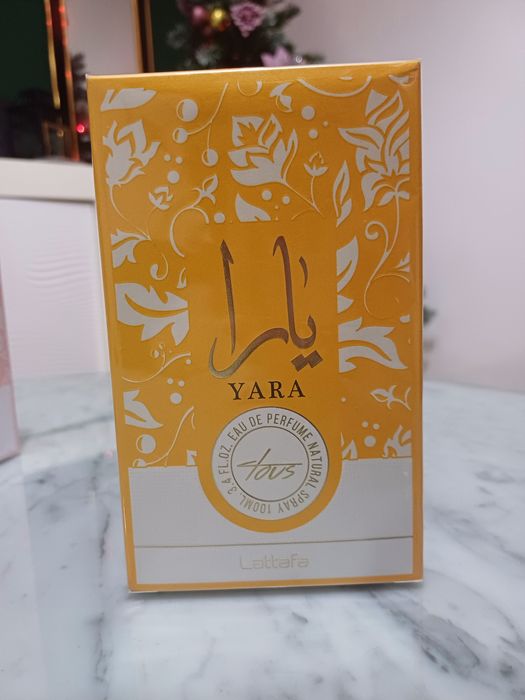 يارا
YARA
EAU DE PERFUME NATURAL SPRAY 100ML, 3.4 FL.OZ.
tous
Lattafa